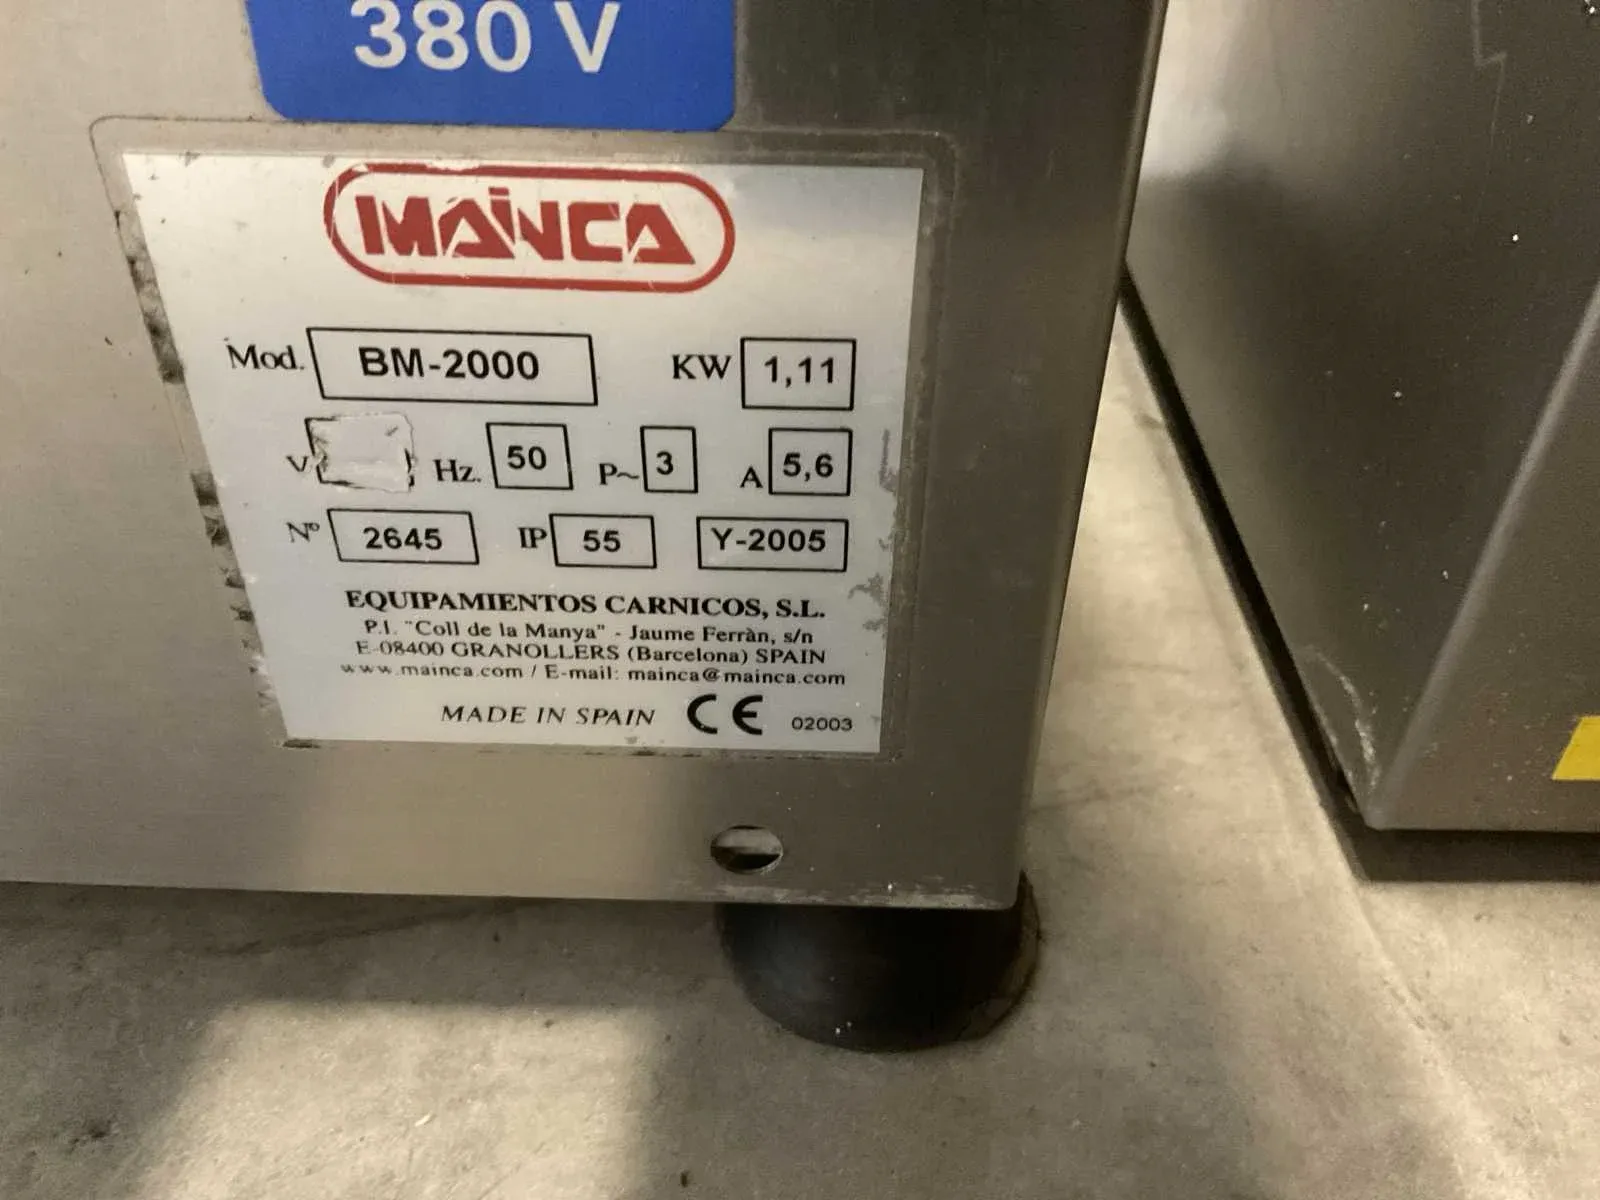 380 V
MAINCA
Mod. BM-2000 KW 1,11
V Hz. 50 P~ 3 A 5,6
Nº 2645 IP 55 Y-2005
EQUIPAMIENTOS CARNICOS, S.L.
P.I. "Coll de la Manya" - Jaume Ferràn, s/n
E-08400 GRANOLLERS (Barcelona) SPAIN
www.mainca.com / E-mail: mainca@mainca.com
MADE IN SPAIN CE 02003